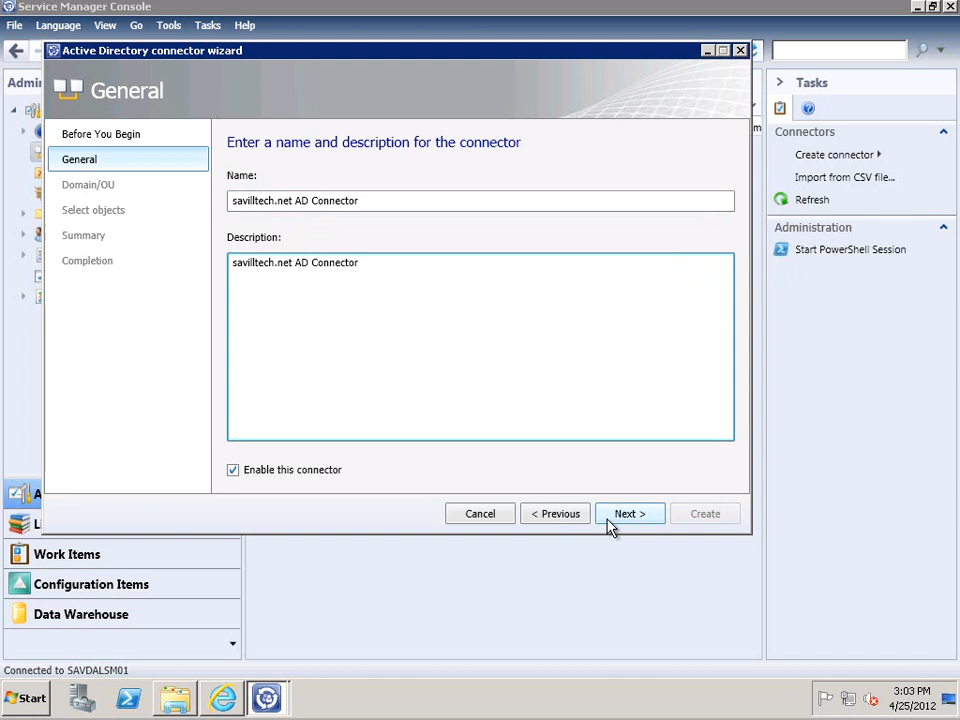 Service Manager Console
File Language View Go Tools Tasks Help
Active Directory connector wizard
Tasks
General
Before You Begin
General
Domain/OU
Select objects
Summary
Completion
Enter a name and description for the connector
Name:
savilltech.net AD Connector
Description:
savilltech.net AD Connector
Enable this connector
Cancel < Previous Next > Create
Connectors
Create connector
Import from CSV file...
Refresh
Administration
Start PowerShell Session
Work Items
Configuration Items
Data Warehouse
Connected to SAVDALSM01
Start
3:03 PM
4/25/2012